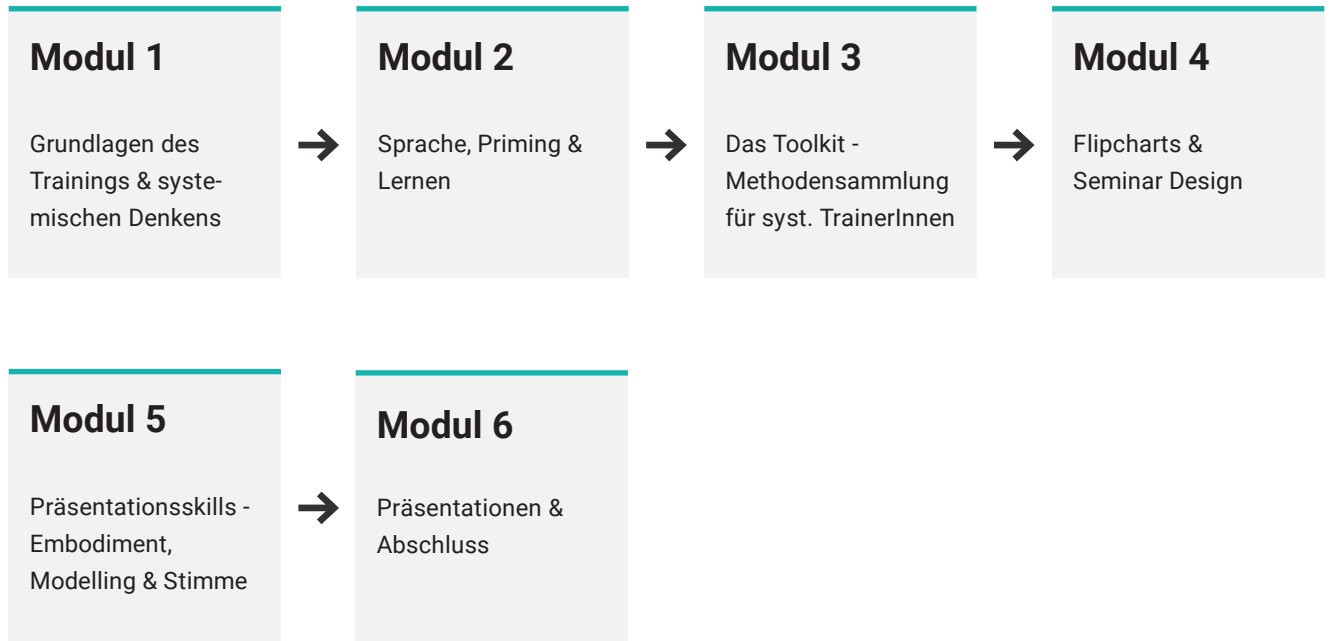 Modul 1
Grundlagen des
Trainings & syste-
mischen Denkens
Modul 2
Sprache, Priming &
Lernen
Modul 3
Das Toolkit -
Methodensammlung
für syst. TrainerInnen
Modul 4
Flipcharts &
Seminar Design
Modul 5
Präsentationsskills -
Embodiment,
Modelling & Stimme
Modul 6
Präsentationen &
Abschluss